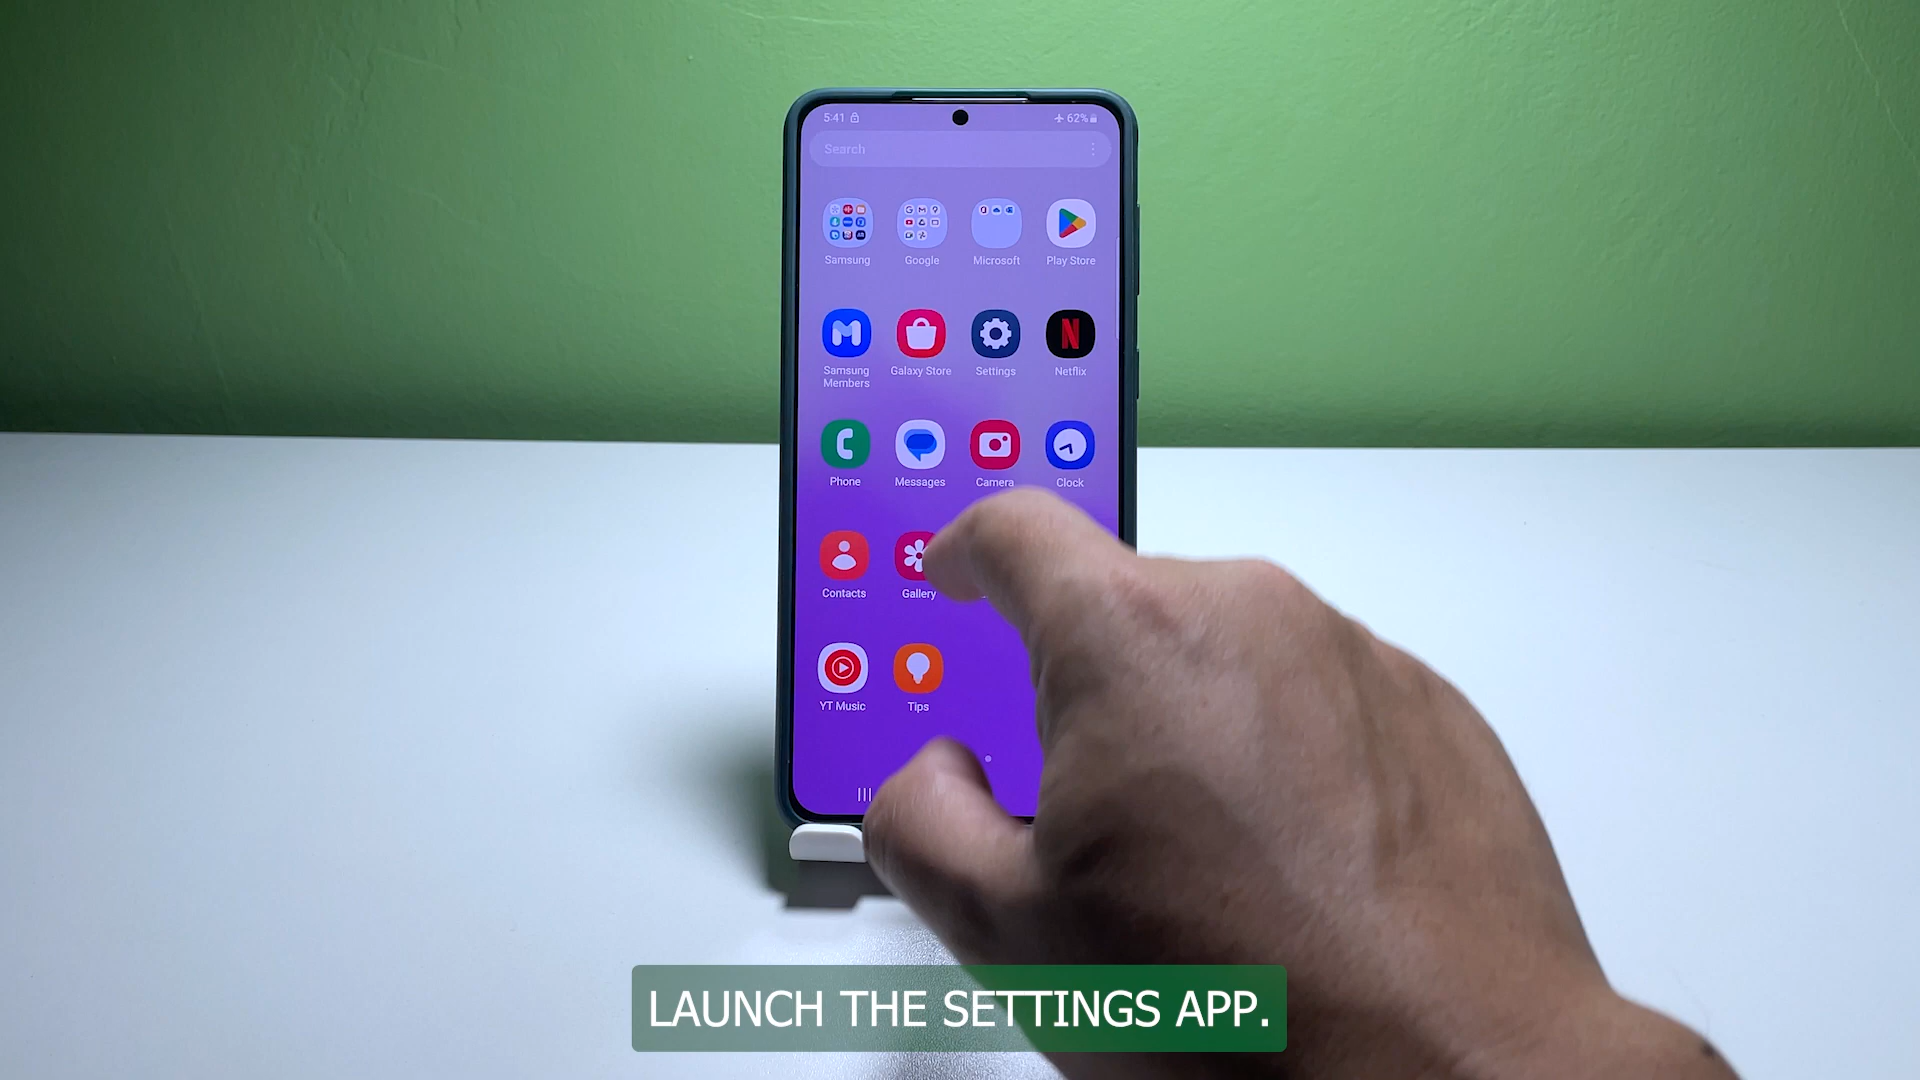 5:41
62%
Search
Samsung
Google
Microsoft
Play Store
Samsung
Members
Galaxy Store
Settings
Netflix
Phone
Messages
Camera
Clock
Contacts
Gallery
YT Music
Tips
LAUNCH THE SETTINGS APP.